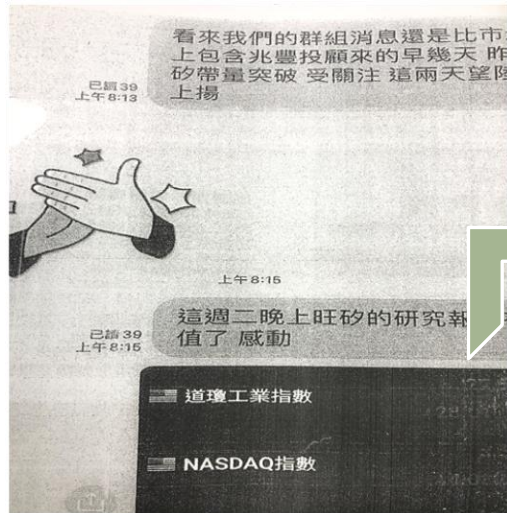 看來我們的群組消息還是比市
上包含兆豐投顧來的早幾天 昨
矽帶量突破 受關注 這兩天望
上揚
已讀 39
上午 8:13
上午 8:15
這週二晚上旺矽的研究報
值了 感動
已讀 39
上午 8:15
道瓊工業指數
NASDAQ指數